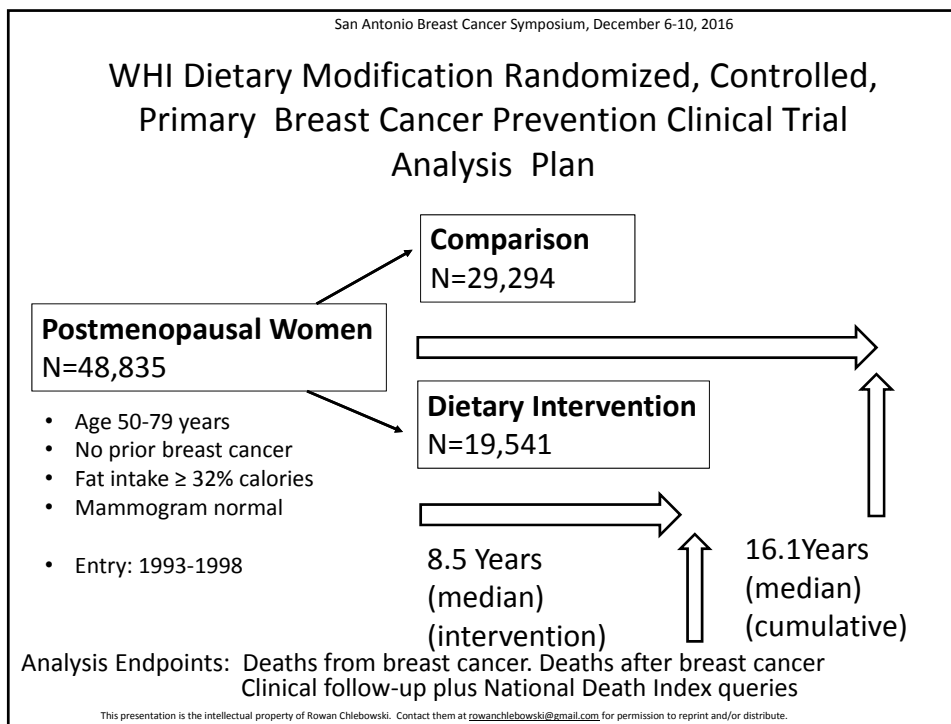 San Antonio Breast Cancer Symposium, December 6-10, 2016
WHI Dietary Modification Randomized, Controlled,
Primary Breast Cancer Prevention Clinical Trial
Analysis Plan
Comparison
N=29,294
Postmenopausal Women
N=48,835
Dietary Intervention
N=19,541
• Age 50-79 years
• No prior breast cancer
• Fat intake ≥ 32% calories
• Mammogram normal
• Entry: 1993-1998
8.5 Years
(median)
(intervention)
16.1Years
(median)
(cumulative)
Analysis Endpoints: Deaths from breast cancer. Deaths after breast cancer
Clinical follow-up plus National Death Index queries
This presentation is the intellectual property of Rowan Chlebowski. Contact them at rowanchlebowski@gmail.com for permission to reprint and/or distribute.